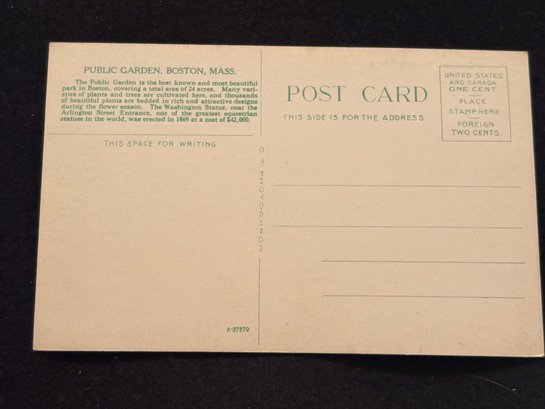 PUBLIC GARDEN, BOSTON, MASS.
The Public Garden is the best known and most beautiful
park in Boston, covering a total area of 24 acres. Many vari-
eties of plants and trees are cultivated here, and thousands
of beautiful plants are bedded in rich and attractive designs
during the flower season. The Washington Statue, near the
Arlington Street Entrance, one of the greatest equestrian
statues in the world, was erected in 1869 at a cost of $42,000.
THIS SPACE FOR WRITING
A-27379
POST CARD
THIS SIDE IS FOR THE ADDRESS
UNITED STATES
AND CANADA
ONE CENT
PLACE
STAMP HERE
FOREIGN
TWO CENTS